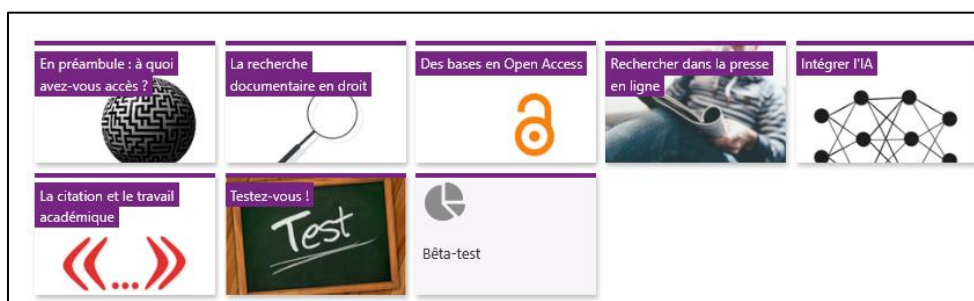 En préambule : à quoi
avez-vous accès ?
La recherche
documentaire en droit
Des bases en Open Access
Rechercher dans la presse
en ligne
Intégrer l'IA
La citation et le travail
académique
«...»
Testez-vous !
Test
Bêta-test